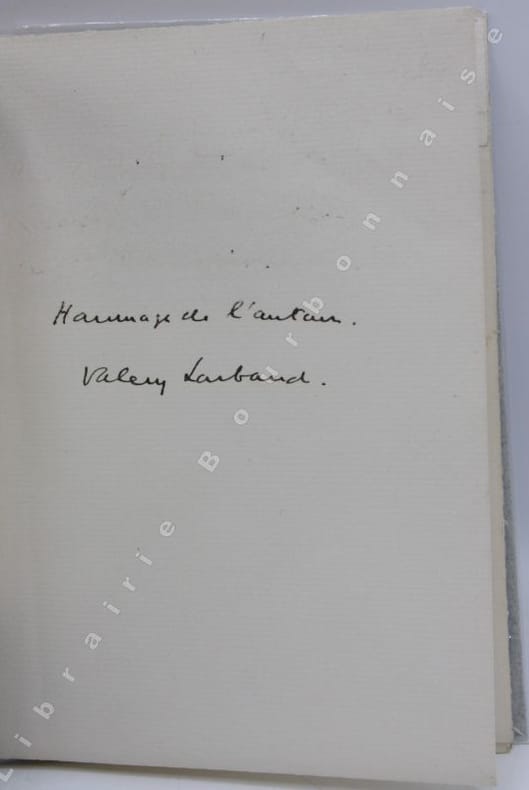 Hommage de l'auteur.
Valery Larbaud.
Librairie Bourbonnaise